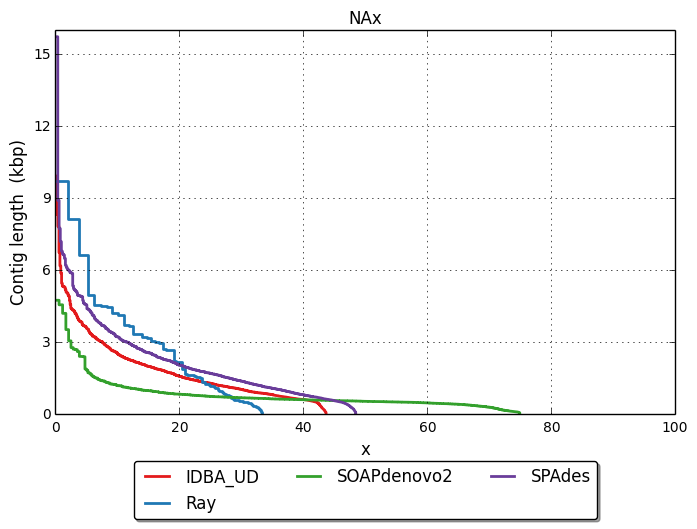 NAx
15
12
9
6
3
0
Contig length (kbp)
0 20 40 60 80 100
x
IDBA_UD SOAPdenovo2 SPAdes
Ray